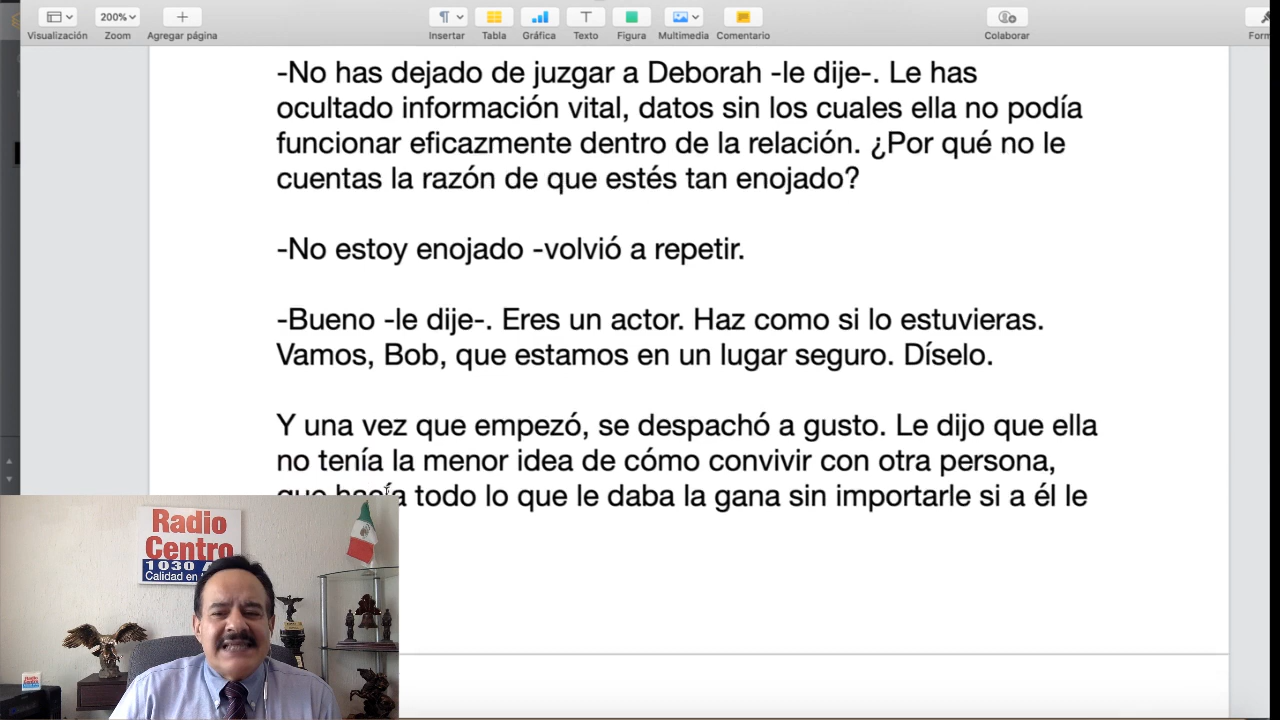 200%
Visualización Zoom Agregar página Insertar Tabla Gráfica Texto Figura Multimedia Comentario Colaborar
-No has dejado de juzgar a Deborah -le dije-. Le has
ocultado información vital, datos sin los cuales ella no podía
funcionar eficazmente dentro de la relación. ¿Por qué no le
cuentas la razón de que estés tan enojado?
-No estoy enojado -volvió a repetir.
-Bueno -le dije-. Eres un actor. Haz como si lo estuvieras.
Vamos, Bob, que estamos en un lugar seguro. Díselo.
Y una vez que empezó, se despachó a gusto. Le dijo que ella
no tenía la menor idea de cómo convivir con otra persona,
que hacía todo lo que le daba la gana sin importarle si a él le
Radio
Centro
1030
Calidad en
Radio
Centro